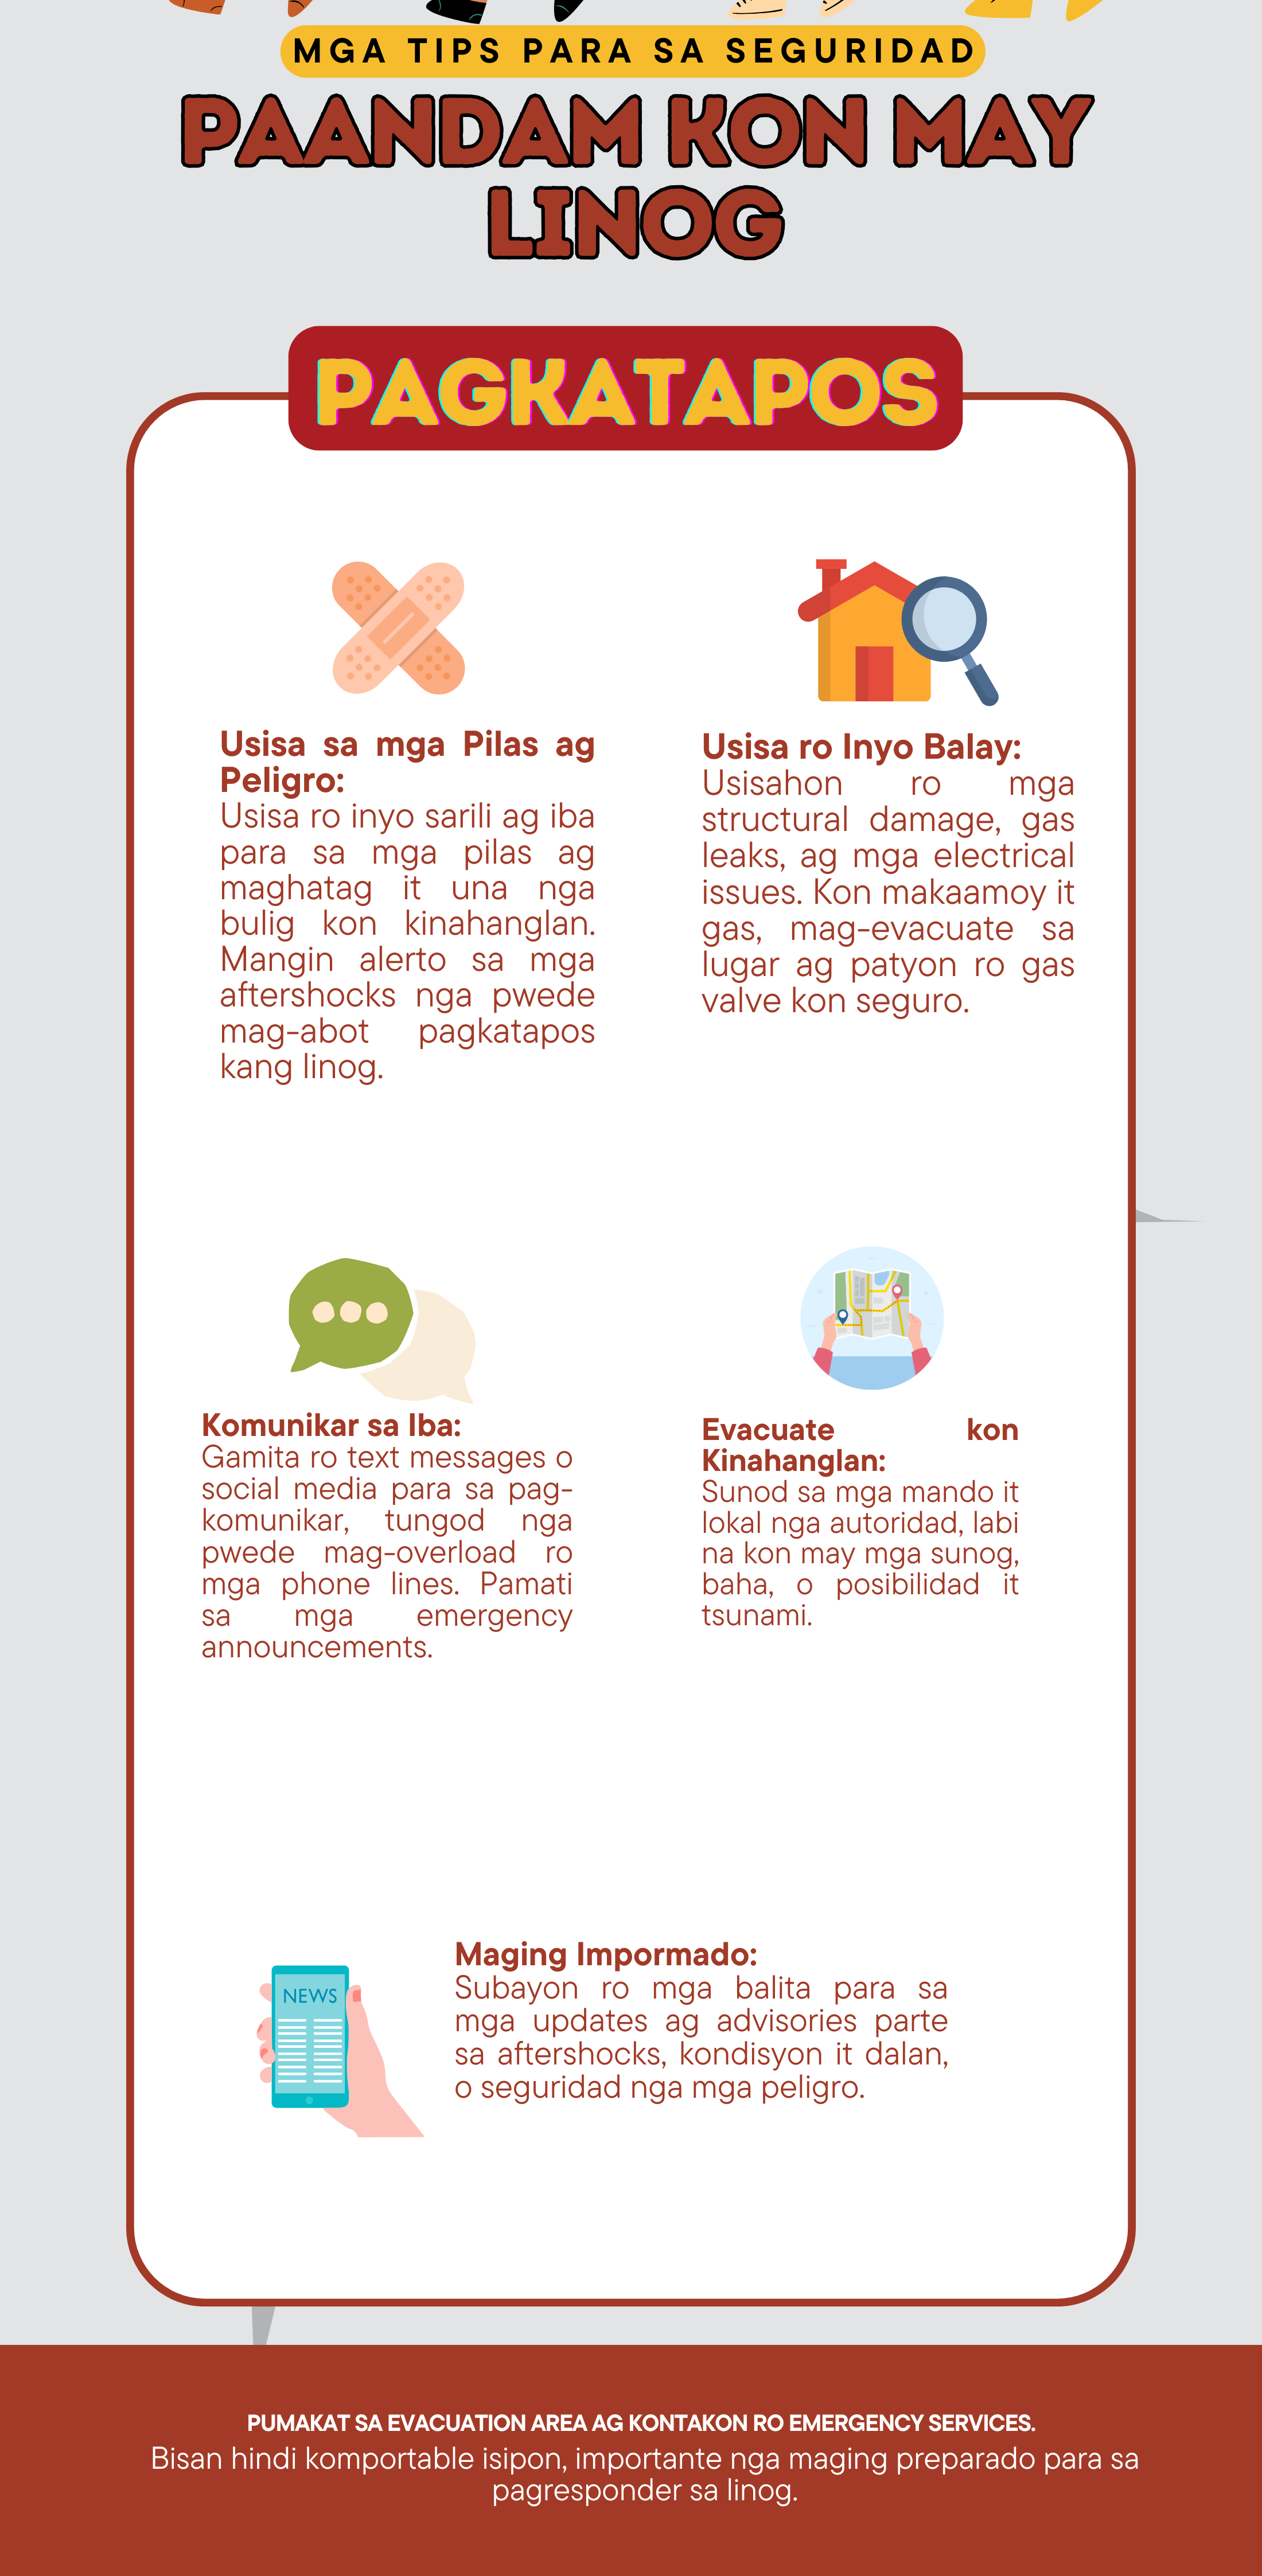 MGA TIPS PARA SA SEGURIDAD
PAANDAM KON MAY
LINOG
PAGKATAPOS
Usisa sa mga Pilas ag
Peligro:
Usisa ro inyo sarili ag iba
para sa mga pilas ag
maghatag it una nga
bulig kon kinahanglan.
Mangin alerto sa mga
aftershocks nga pwede
mag-abot pagkatapos
kang linog.
Usisa ro Inyo Balay:
Usisahon ro mga
structural damage, gas
leaks, ag mga electrical
issues. Kon makaamoy it
gas, mag-evacuate sa
lugar ag patyon ro gas
valve kon seguro.
Komunikar sa Iba:
Gamita ro text messages o
social media para sa pag-
komunikar, tungod nga
pwede mag-overload ro
mga phone lines. Pamati
sa mga emergency
announcements.
Evacuate kon
Kinahanglan:
Sunod sa mga mando it
lokal nga autoridad, labi
na kon may mga sunog,
baha, o posibilidad it
tsunami.
NEWS
Maging Impormado:
Subayon ro mga balita para sa
mga updates ag advisories parte
sa aftershocks, kondisyon it dalan,
o seguridad nga mga peligro.
PUMAKAT SA EVACUATION AREA AG KONTAKON RO EMERGENCY SERVICES.
Bisan hindi komportable isipon, importante nga maging preparado para sa
pagresponder sa linog.